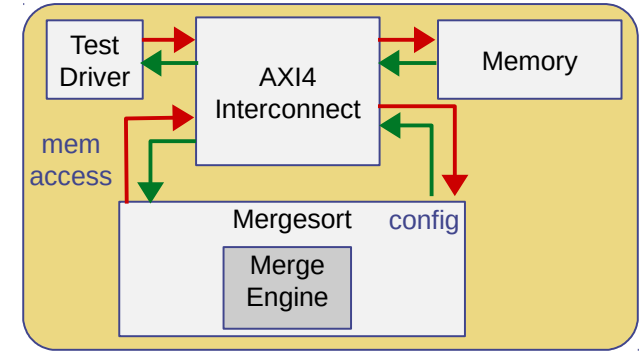 Test
Driver
AXI4
Interconnect
Memory
mem
access
Mergesort
config
Merge
Engine